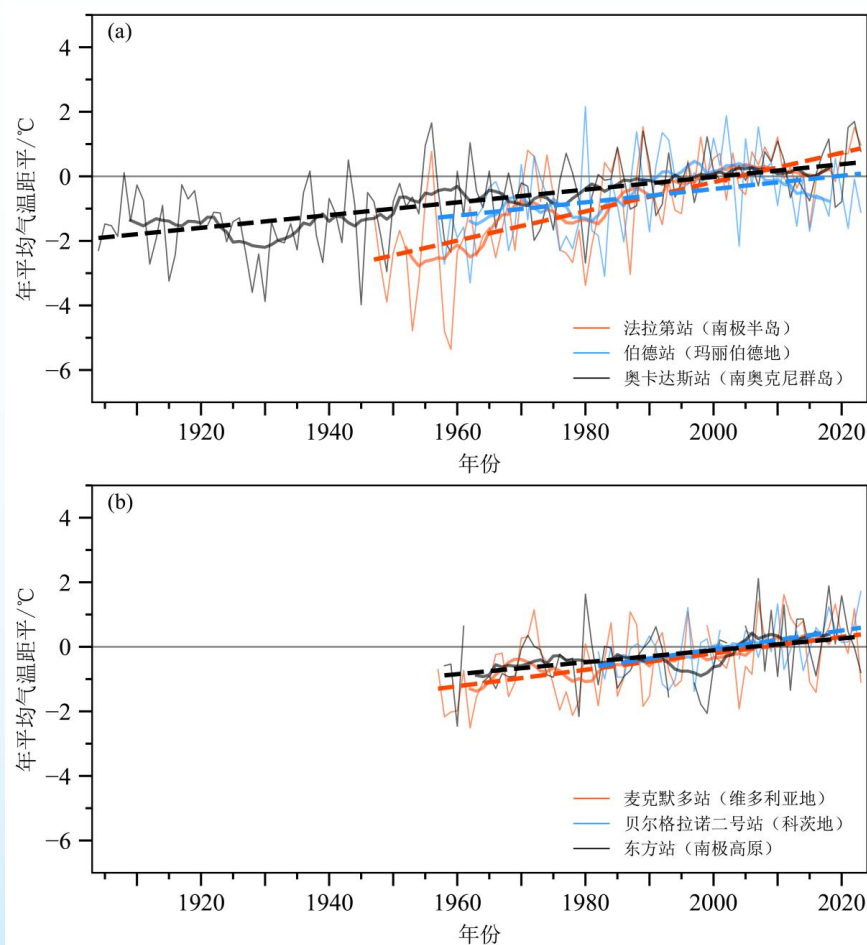 (a)
4
2
0
−2
−4
−6
年平均气温距平/℃
法拉第站（南极半岛）
伯德站（玛丽伯德地）
奥卡达斯站（南奥克尼群岛）
1920 1940 1960 1980 2000 2020
年份
(b)
4
2
0
−2
−4
−6
年平均气温距平/℃
麦克默多站（维多利亚地）
贝尔格拉诺二号站（科茨地）
东方站（南极高原）
1920 1940 1960 1980 2000 2020
年份